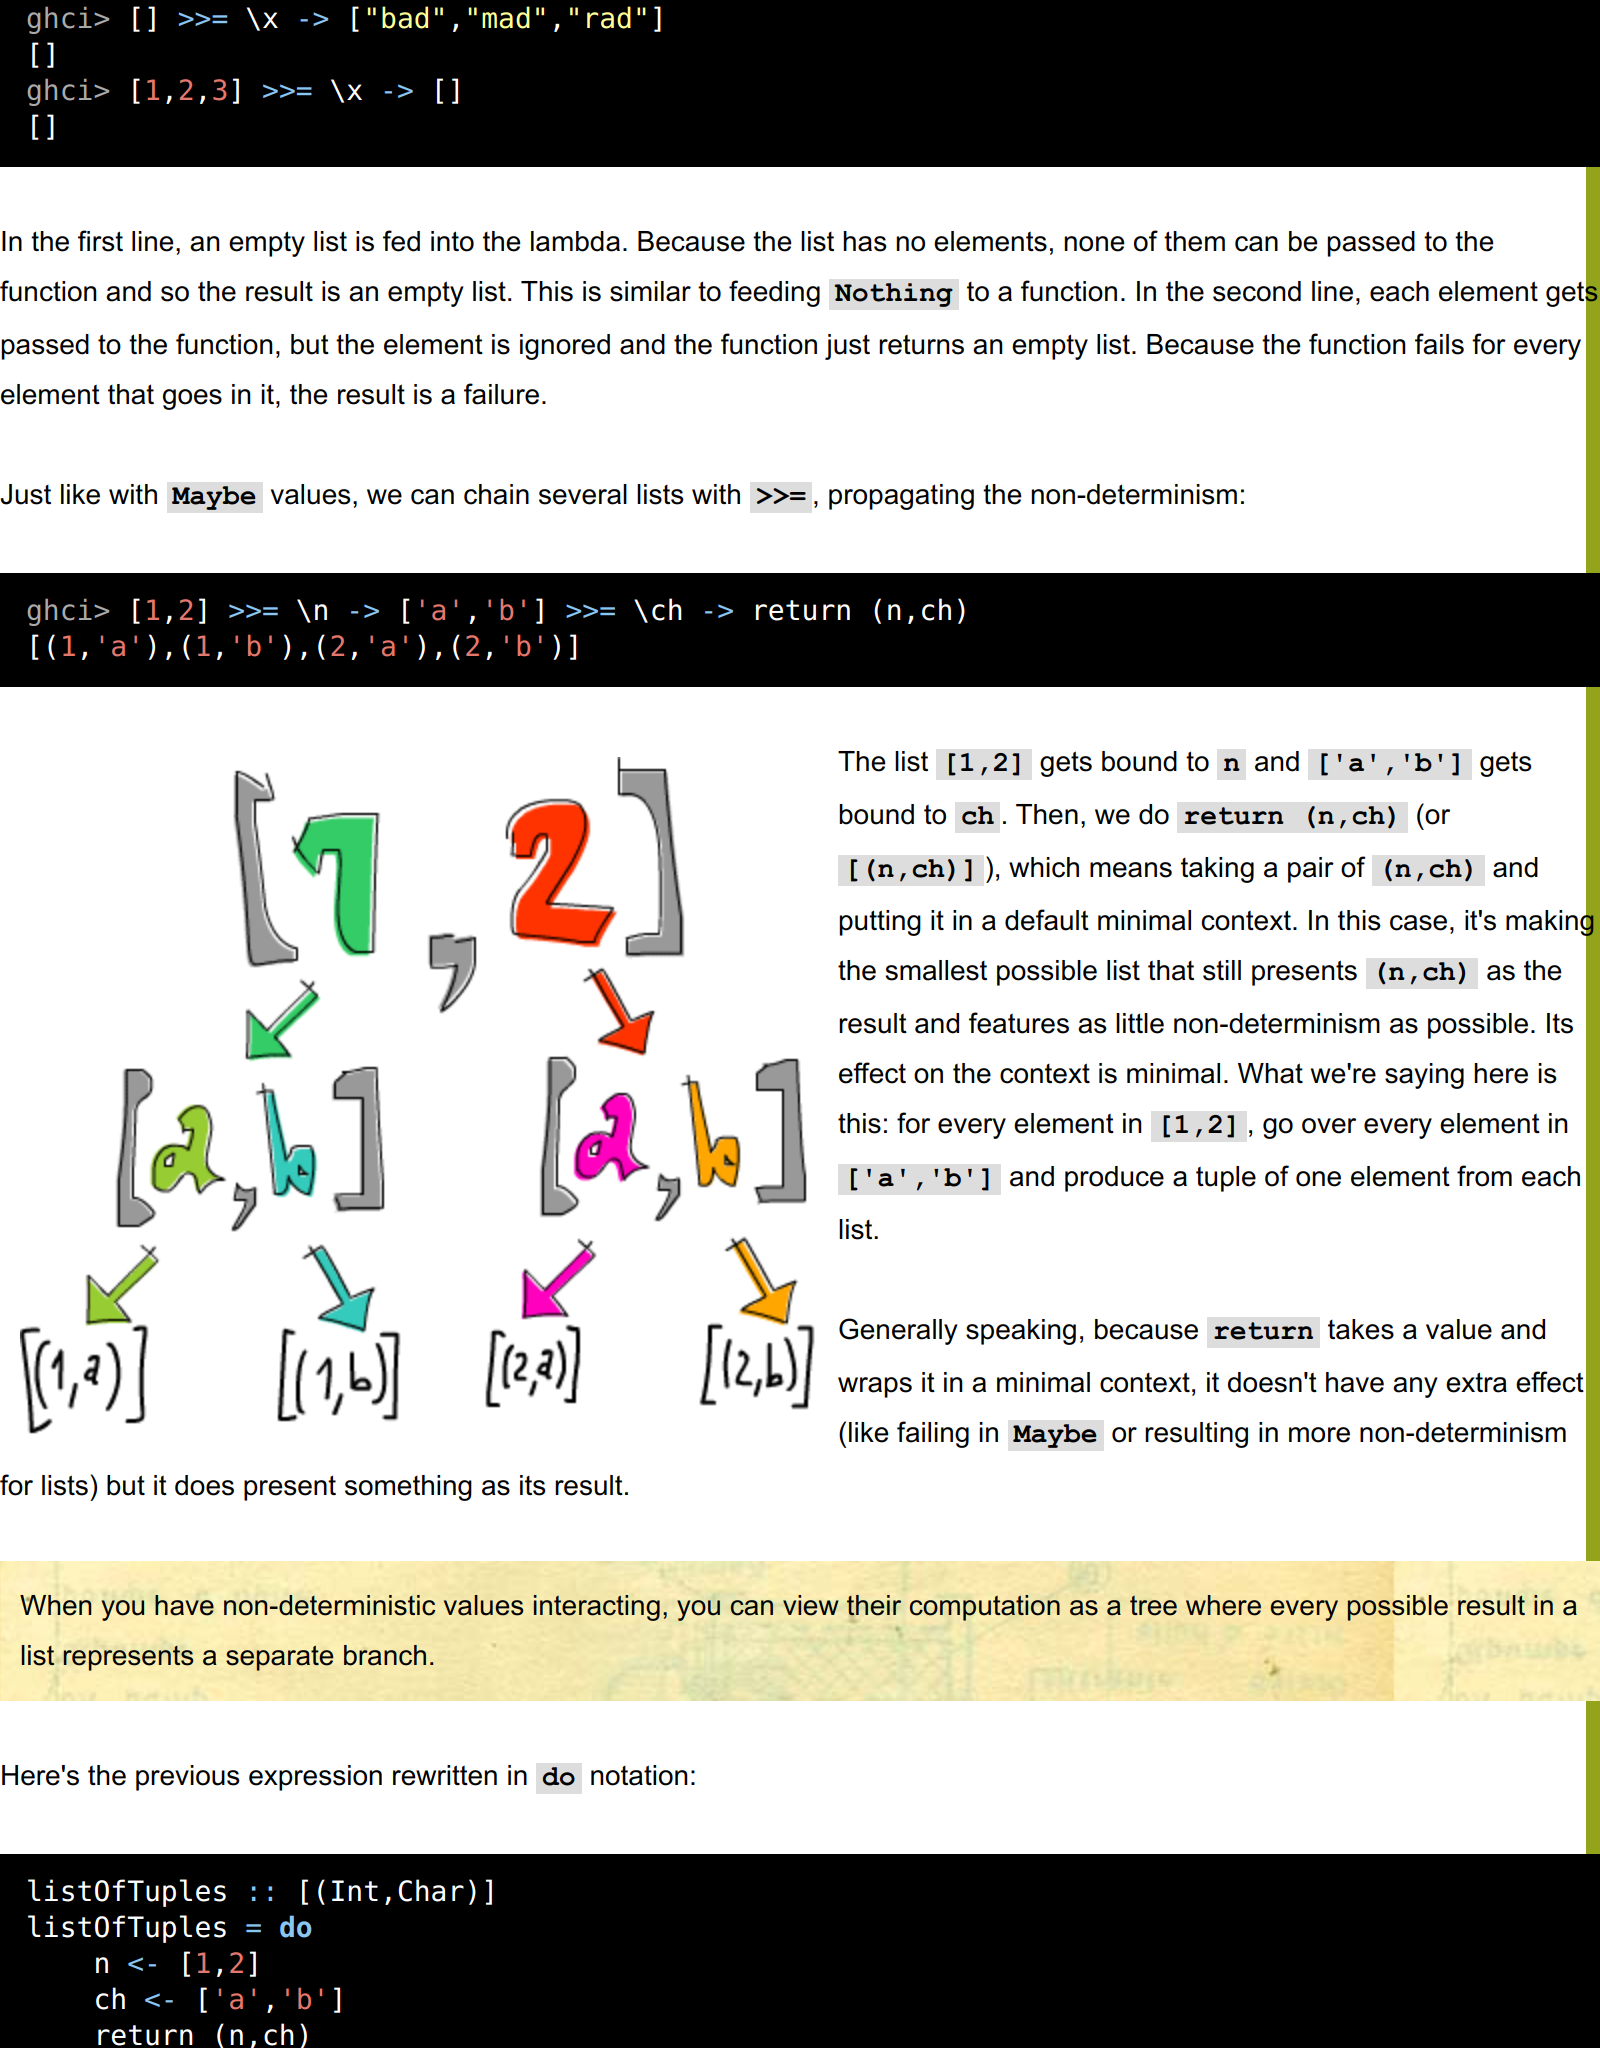 ghci> [] >>= \x -> ["bad","mad","rad"]
[]
ghci> [1,2,3] >>= \x -> []
[]
In the first line, an empty list is fed into the lambda. Because the list has no elements, none of them can be passed to the
function and so the result is an empty list. This is similar to feeding Nothing to a function. In the second line, each element gets
passed to the function, but the element is ignored and the function just returns an empty list. Because the function fails for every
element that goes in it, the result is a failure.
Just like with Maybe values, we can chain several lists with >>=, propagating the non-determinism:
ghci> [1,2] >>= \n -> ['a','b'] >>= \ch -> return (n,ch)
[(1,'a'),(1,'b'),(2,'a'),(2,'b')]
[1,2]
[a,b] [a,b]
[(1,a)] [(1,b)] [(2,a)] [(2,b)]
The list [1,2] gets bound to n and ['a','b'] gets
bound to ch. Then, we do return (n,ch) (or
[(n,ch)]), which means taking a pair of (n,ch) and
putting it in a default minimal context. In this case, it's making
the smallest possible list that still presents (n,ch) as the
result and features as little non-determinism as possible. Its
effect on the context is minimal. What we're saying here is
this: for every element in [1,2], go over every element in
['a','b'] and produce a tuple of one element from each
list.
Generally speaking, because return takes a value and
wraps it in a minimal context, it doesn't have any extra effect
(like failing in Maybe or resulting in more non-determinism
for lists) but it does present something as its result.
When you have non-deterministic values interacting, you can view their computation as a tree where every possible result in a
list represents a separate branch.
Here's the previous expression rewritten in do notation:
listOfTuples :: [(Int,Char)]
listOfTuples = do
    n <- [1,2]
    ch <- ['a','b']
    return (n,ch)